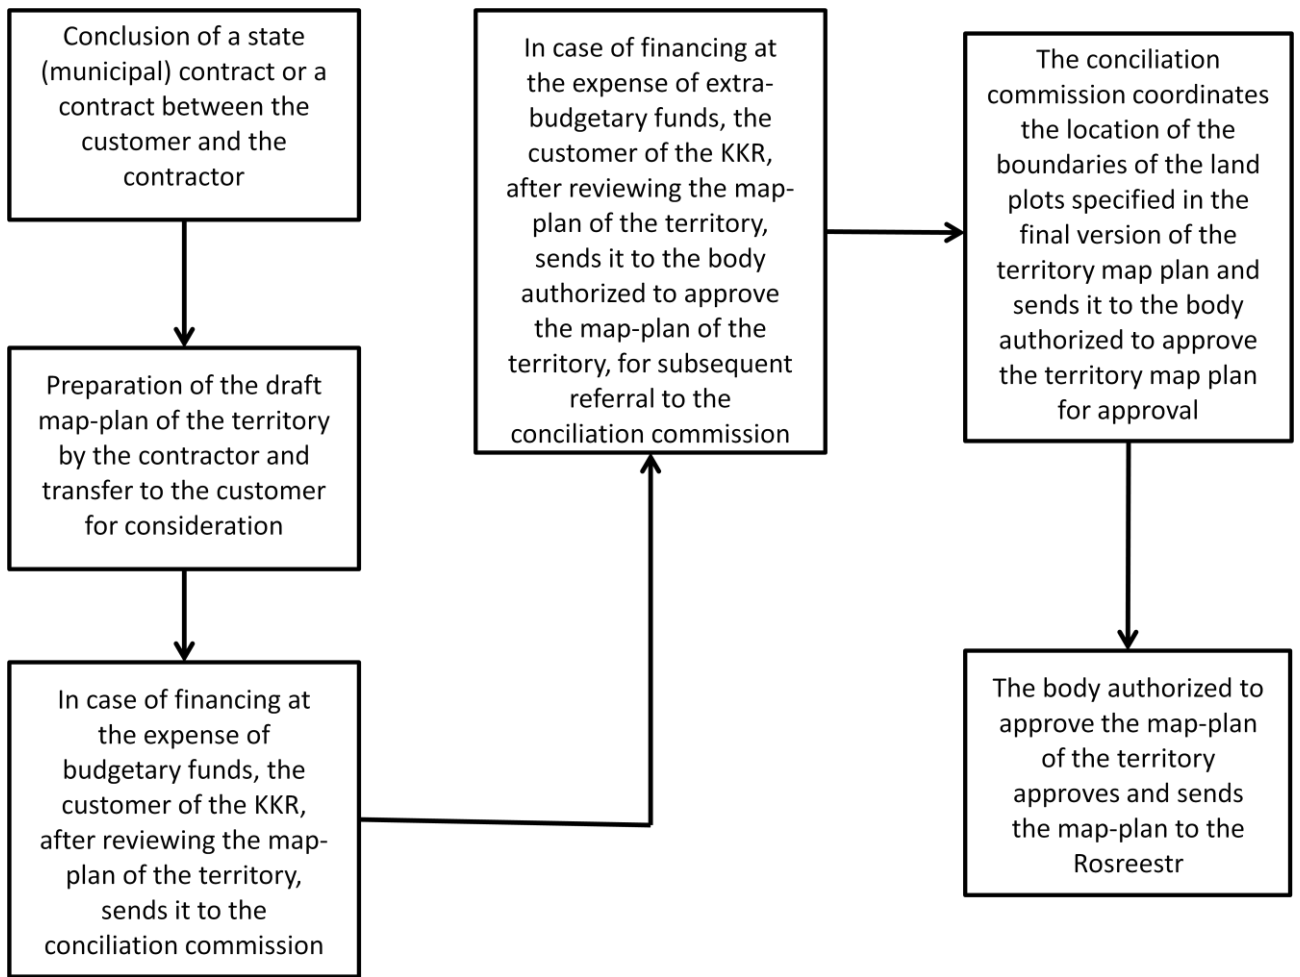 Conclusion of a state
(municipal) contract or a
contract between the
customer and the
contractor
Preparation of the draft
map-plan of the territory
by the contractor and
transfer to the customer
for consideration
In case of financing at
the expense of
budgetary funds, the
customer of the KKR,
after reviewing the map-
plan of the territory,
sends it to the
conciliation commission
In case of financing at
the expense of extra-
budgetary funds, the
customer of the KKR,
after reviewing the map-
plan of the territory,
sends it to the body
authorized to approve
the map-plan of the
territory, for subsequent
referral to the
conciliation commission
The conciliation
commission coordinates
the location of the
boundaries of the land
plots specified in the
final version of the
territory map plan and
sends it to the body
authorized to approve
the territory map plan
for approval
The body authorized to
approve the map-plan
of the territory
approves and sends
the map-plan to the
Rosreestr